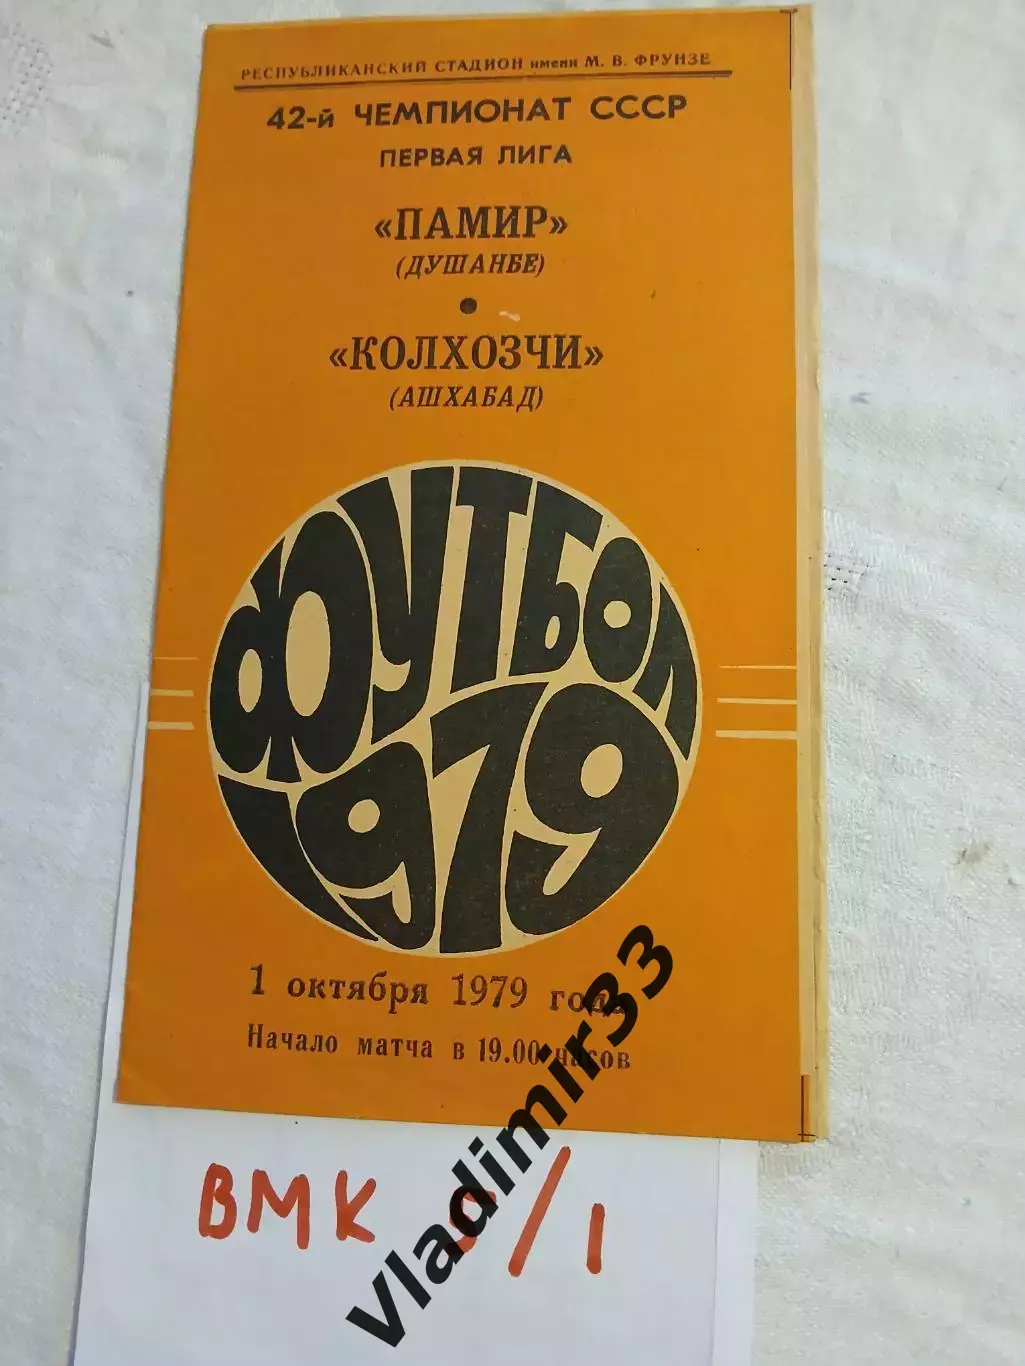 РЕСПУБЛИКАНСКИЙ СТАДИОН имени М. В. ФРУНЗЕ
42-й ЧЕМПИОНАТ СССР
ПЕРВАЯ ЛИГА
«ПАМИР»
(ДУШАНБЕ)
«КОЛХОЗЧИ»
(АШХАБАД)
ФУТБОЛ
1979
1 октября 1979 года
Начало матча в 19.00 часов
Vladimir33
ВМК /1